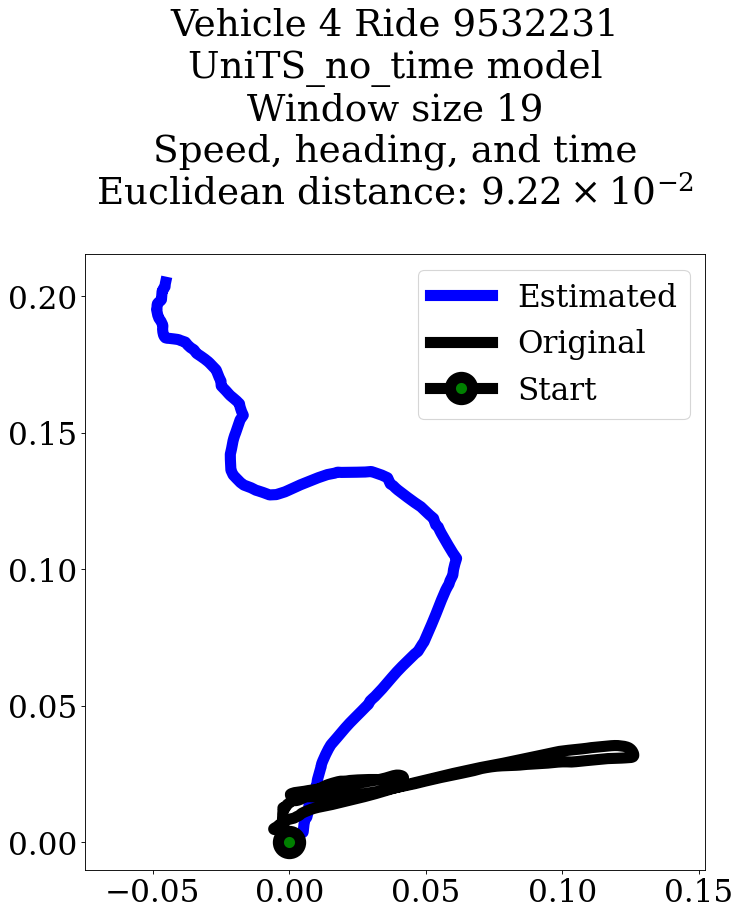 Vehicle 4 Ride 9532231
UniTS_no_time model
Window size 19
Speed, heading, and time
Euclidean distance: 9.22 × 10⁻²
Estimated
Original
Start
0.20
0.15
0.10
0.05
0.00
−0.05 0.00 0.05 0.10 0.15